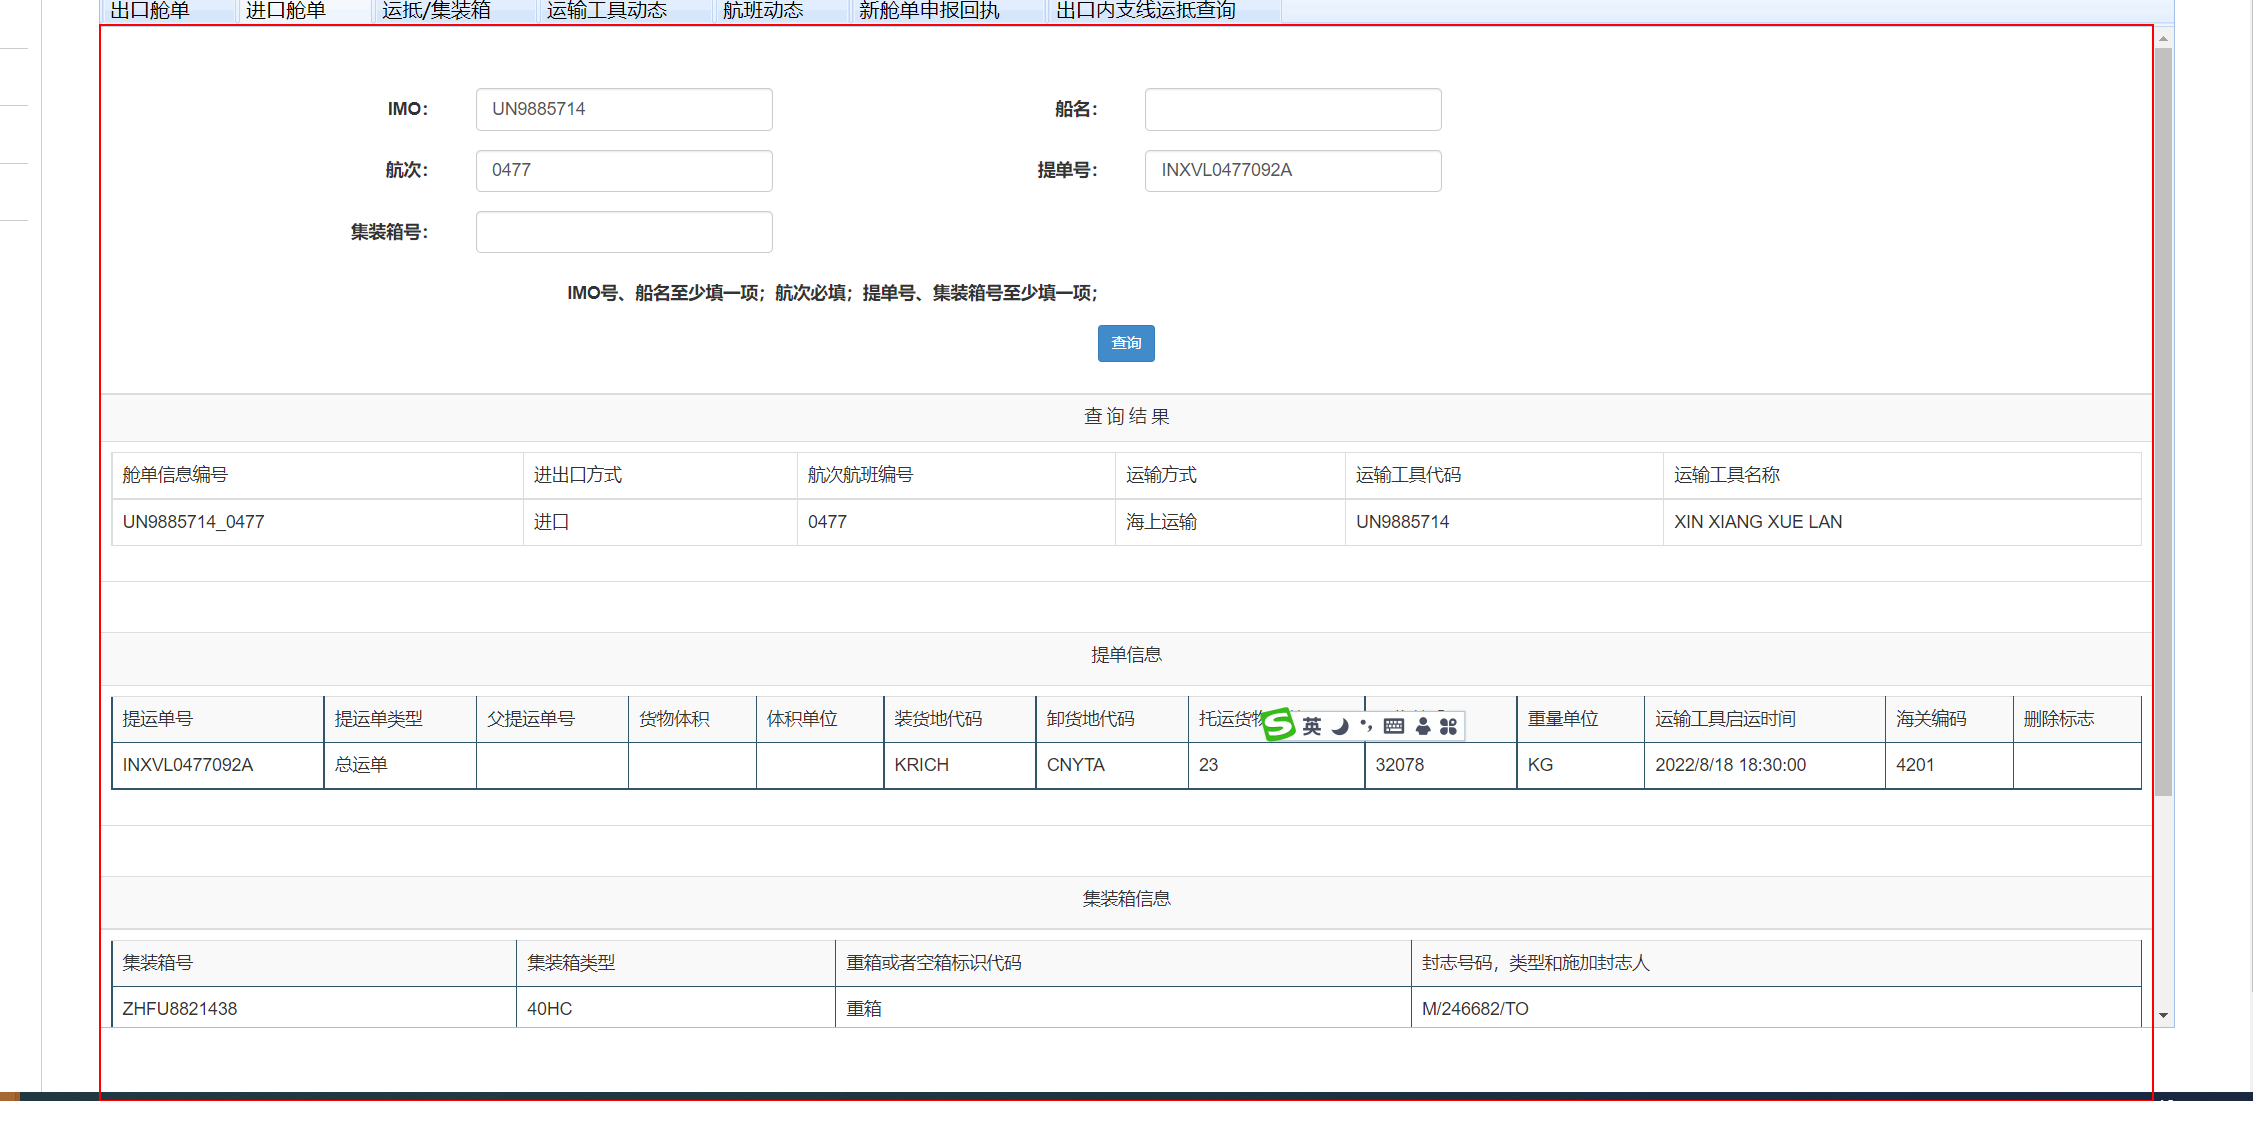 出口舱单 进口舱单 运抵/集装箱 运输工具动态 航班动态 新舱单申报回执 出口内支线运抵查询
IMO： UN9885714 船名：
航次： 0477 提单号： INXVL0477092A
集装箱号：
IMO号、船名至少填一项；航次必填；提单号、集装箱号至少填一项；
查询
查 询 结 果
舱单信息编号 进出口方式 航次航班编号 运输方式 运输工具代码 运输工具名称
UN9885714_0477 进口 0477 海上运输 UN9885714 XIN XIANG XUE LAN
提单信息
提运单号 提运单类型 父提运单号 货物体积 体积单位 装货地代码 卸货地代码 托运货物 英 重量单位 运输工具启运时间 海关编码 删除标志
INXVL0477092A 总运单 KRICH CNYTA 23 32078 KG 2022/8/18 18:30:00 4201
集装箱信息
集装箱号 集装箱类型 重箱或者空箱标识代码 封志号码，类型和施加封志人
ZHFU8821438 40HC 重箱 M/246682/TO